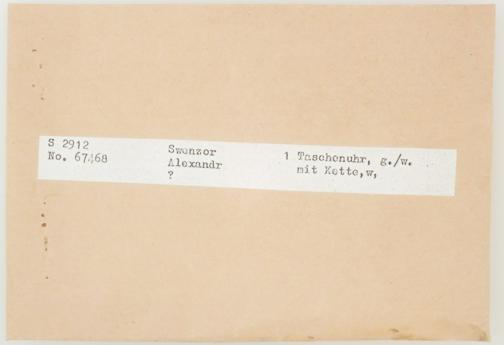 S 2912
No. 67468
Swenzor
Alexandr
?
1 Taschenuhr, g./w.
mit Kette,w,